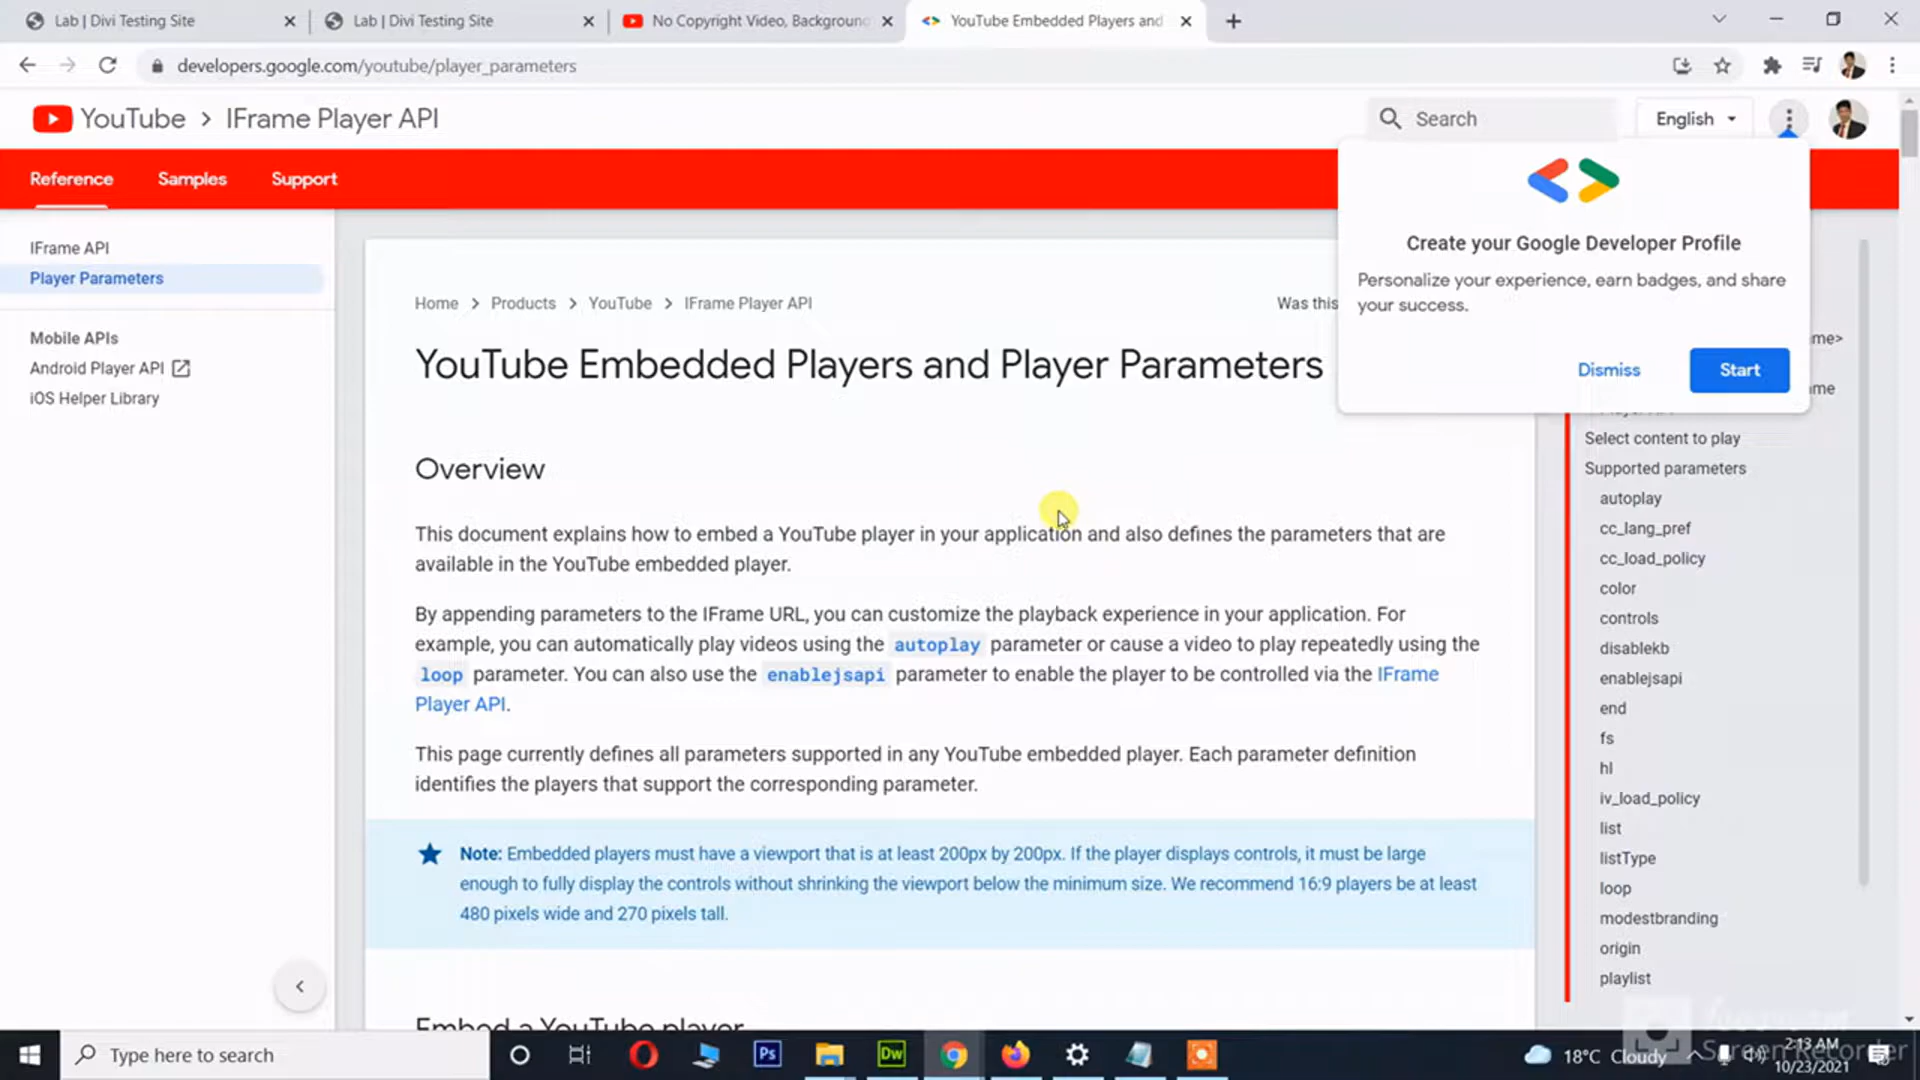 Lab | Divi Testing Site
Lab | Divi Testing Site
No Copyright Video, Background
YouTube Embedded Players and
developers.google.com/youtube/player_parameters
YouTube > IFrame Player API
Search
English
Reference
Samples
Support
Create your Google Developer Profile
Personalize your experience, earn badges, and share
your success.
Dismiss
Start
IFrame API
Player Parameters
Mobile APIs
Android Player API
iOS Helper Library
Home > Products > YouTube > IFrame Player API
Was this
YouTube Embedded Players and Player Parameters
Overview
This document explains how to embed a YouTube player in your application and also defines the parameters that are
available in the YouTube embedded player.
By appending parameters to the IFrame URL, you can customize the playback experience in your application. For
example, you can automatically play videos using the autoplay parameter or cause a video to play repeatedly using the
loop parameter. You can also use the enablejsapi parameter to enable the player to be controlled via the IFrame
Player API.
This page currently defines all parameters supported in any YouTube embedded player. Each parameter definition
identifies the players that support the corresponding parameter.
Note: Embedded players must have a viewport that is at least 200px by 200px. If the player displays controls, it must be large
enough to fully display the controls without shrinking the viewport below the minimum size. We recommend 16:9 players be at least
480 pixels wide and 270 pixels tall.
Embed a YouTube player
me>
me
Select content to play
Supported parameters
autoplay
cc_lang_pref
cc_load_policy
color
controls
disablekb
enablejsapi
end
fs
hl
iv_load_policy
list
listType
loop
modestbranding
origin
playlist
Type here to search
Ps
Dw
18°C Cloudy
2:13 AM
10/23/2021
Screen Recorder